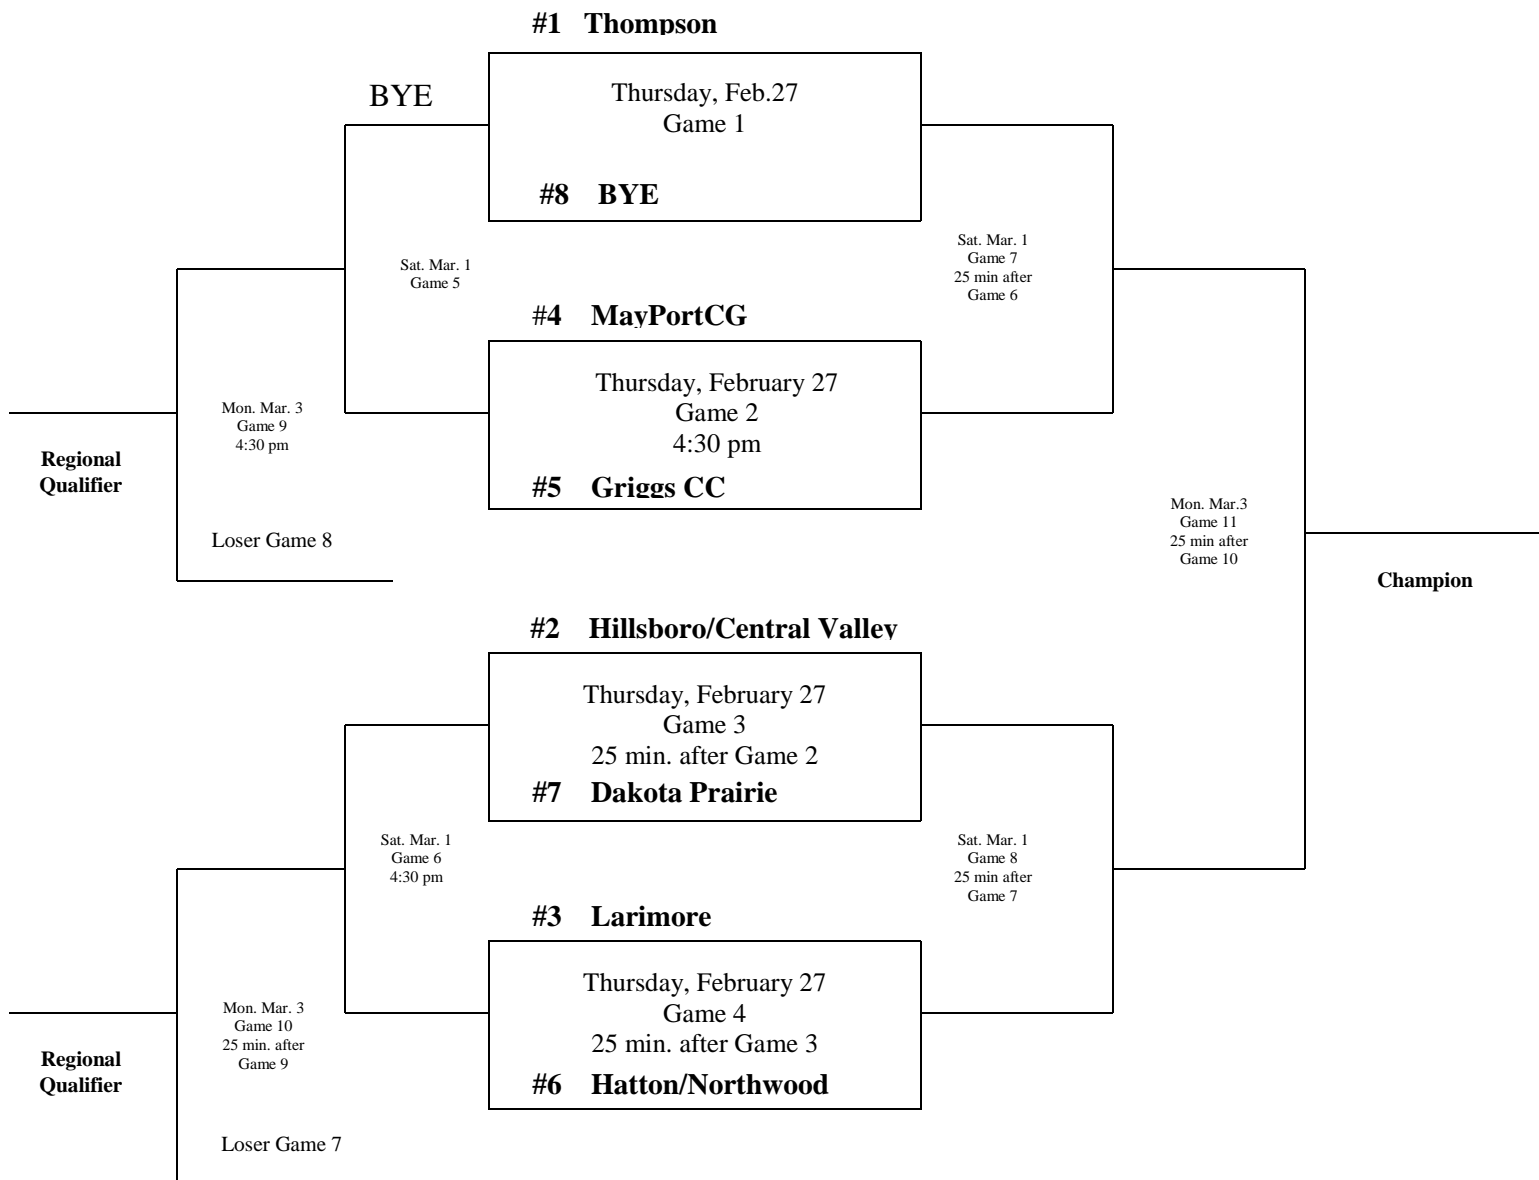 #1 Thompson
BYE
Thursday, Feb.27
Game 1
#8 BYE
Sat. Mar. 1
Game 5
Sat. Mar. 1
Game 7
25 min after
Game 6
#4 MayPortCG
Thursday, February 27
Game 2
4:30 pm
#5 Griggs CC
Mon. Mar. 3
Game 9
4:30 pm
Regional
Qualifier
Loser Game 8
Mon. Mar.3
Game 11
25 min after
Game 10
Champion
#2 Hillsboro/Central Valley
Thursday, February 27
Game 3
25 min. after Game 2
#7 Dakota Prairie
Sat. Mar. 1
Game 6
4:30 pm
Sat. Mar. 1
Game 8
25 min after
Game 7
#3 Larimore
Thursday, February 27
Game 4
25 min. after Game 3
#6 Hatton/Northwood
Mon. Mar. 3
Game 10
25 min. after
Game 9
Regional
Qualifier
Loser Game 7